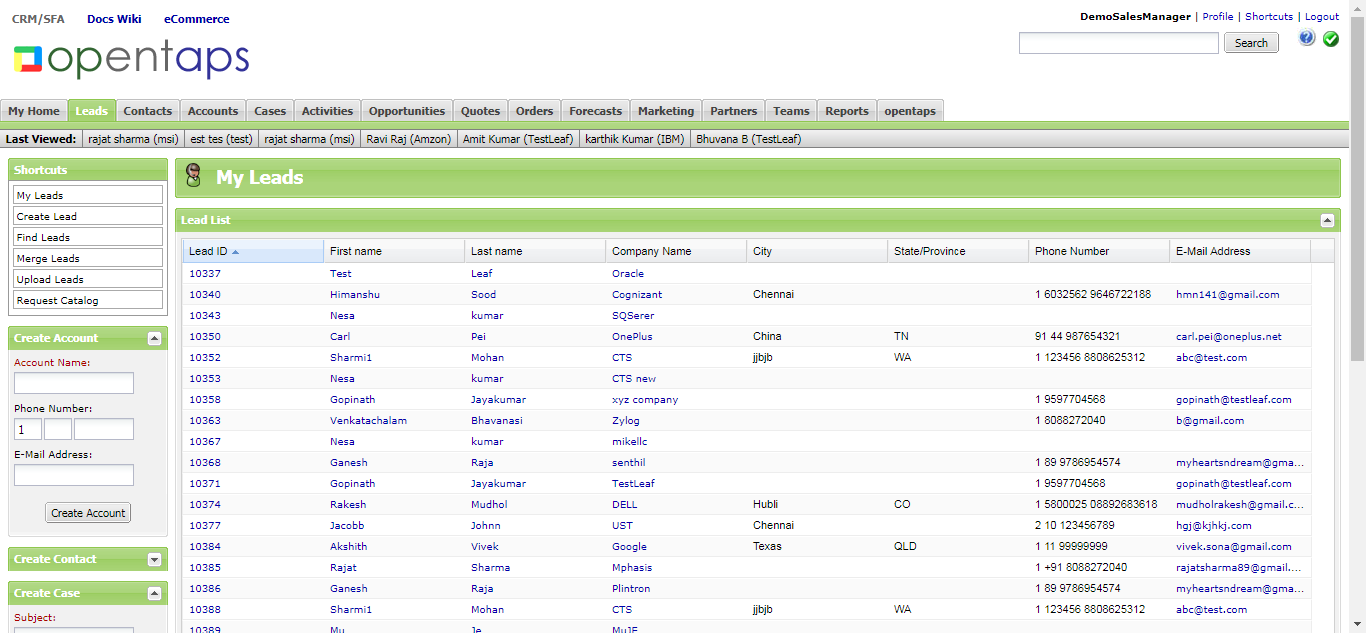 CRM/SFA Docs Wiki eCommerce
DemoSalesManager | Profile | Shortcuts | Logout
opentaps
Search
My Home Leads Contacts Accounts Cases Activities Opportunities Quotes Orders Forecasts Marketing Partners Teams Reports opentaps
Last Viewed: rajat sharma (msi) est tes (test) rajat sharma (msi) Ravi Raj (Amzon) Amit Kumar (TestLeaf) karthik Kumar (IBM) Bhuvana B (TestLeaf)
Shortcuts
My Leads
Create Lead
Find Leads
Merge Leads
Upload Leads
Request Catalog
Create Account
Account Name:
Phone Number:
1
E-Mail Address:
Create Account
Create Contact
Create Case
Subject:
My Leads
Lead List
Lead ID First name Last name Company Name City State/Province Phone Number E-Mail Address
10337 Test Leaf Oracle
10340 Himanshu Sood Cognizant Chennai 1 6032562 9646722188 hmn141@gmail.com
10343 Nesa kumar SQSerer
10350 Carl Pei OnePlus China TN 91 44 987654321 carl.pei@oneplus.net
10352 Sharmi1 Mohan CTS jjbjb WA 1 123456 8808625312 abc@test.com
10353 Nesa kumar CTS new
10358 Gopinath Jayakumar xyz company 1 9597704568 gopinath@testleaf.com
10363 Venkatachalam Bhavanasi Zylog 1 8088272040 b@gmail.com
10367 Nesa kumar mikellc
10368 Ganesh Raja senthil 1 89 9786954574 myheartsndream@gma...
10371 Gopinath Jayakumar TestLeaf 1 9597704568 gopinath@testleaf.com
10374 Rakesh Mudhol DELL Hubli CO 1 5800025 08892683618 mudholrakesh@gmail.c...
10377 Jacobb Johnn UST Chennai 2 10 123456789 hgj@kjhkj.com
10384 Akshith Vivek Google Texas QLD 1 11 99999999 vivek.sona@gmail.com
10385 Rajat Sharma Mphasis 1 +91 8088272040 rajatsharma89@gmail....
10386 Ganesh Raja Plintron 1 89 9786954574 myheartsndream@gma...
10388 Sharmi1 Mohan CTS jjbjb WA 1 123456 8808625312 abc@test.com
10389 Mu Je MuJE